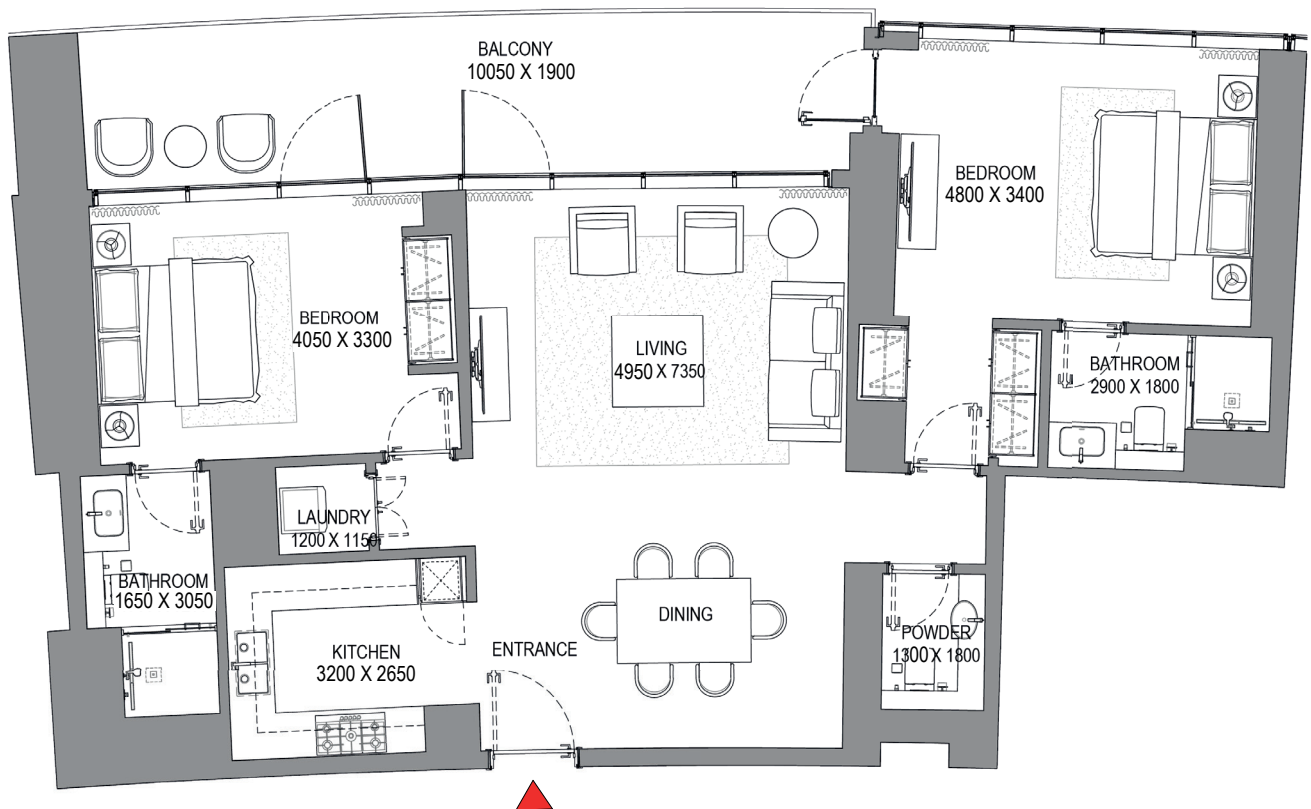 BALCONY
10050 X 1900
BEDROOM
4800 X 3400
BEDROOM
4050 X 3300
LIVING
4950 X 7350
BATHROOM
2900 X 1800
LAUNDRY
1200 X 1150
BATHROOM
1650 X 3050
KITCHEN
3200 X 2650
ENTRANCE
DINING
POWDER
1300 X 1800